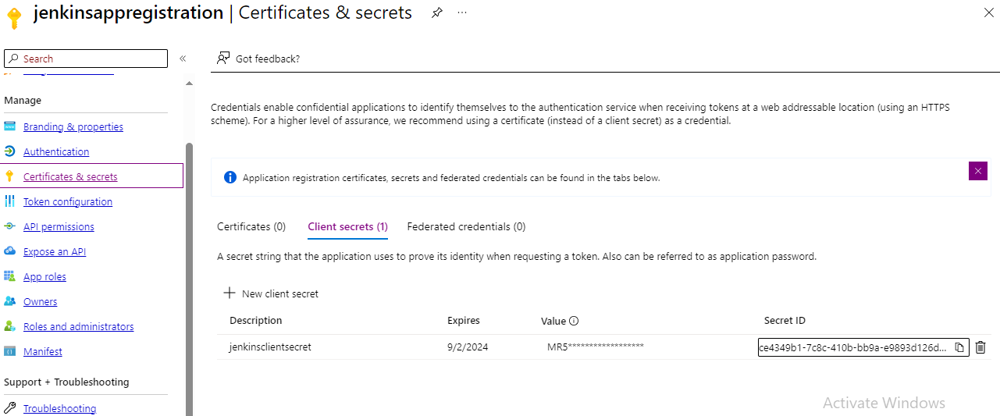 jenkinsappregistration | Certificates & secrets
Search
Got feedback?
Manage
Branding & properties
Authentication
Certificates & secrets
Token configuration
API permissions
Expose an API
App roles
Owners
Roles and administrators
Manifest
Support + Troubleshooting
Troubleshooting
Credentials enable confidential applications to identify themselves to the authentication service when receiving tokens at a web addressable location (using an HTTPS
scheme). For a higher level of assurance, we recommend using a certificate (instead of a client secret) as a credential.
Application registration certificates, secrets and federated credentials can be found in the tabs below.
Certificates (0) Client secrets (1) Federated credentials (0)
A secret string that the application uses to prove its identity when requesting a token. Also can be referred to as application password.
New client secret
Description Expires Value Secret ID
jenkinsclientsecret 9/2/2024 MR5****************** ce4349b1-7c8c-410b-bb9a-e9893d126d...
Activate Windows